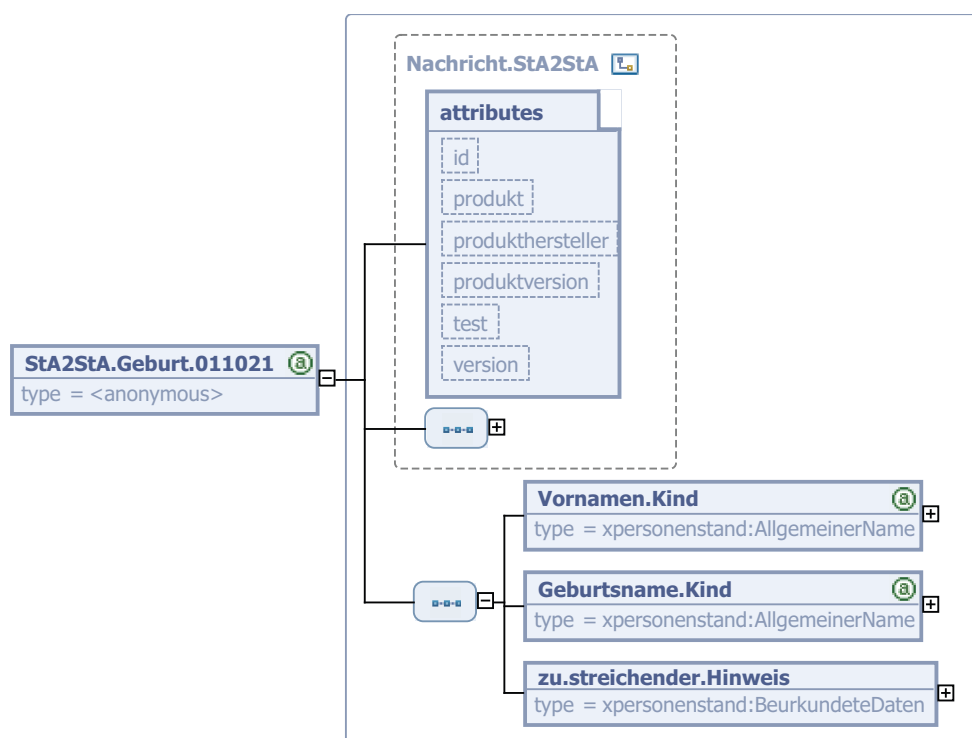 Nachricht.StA2StA
attributes
id
produkt
produkthersteller
produktversion
test
version
StA2StA.Geburt.011021 a
type = <anonymous>
Vornamen.Kind a
type = xpersonenstand:AllgemeinerName
Geburtsname.Kind a
type = xpersonenstand:AllgemeinerName
zu.streichender.Hinweis
type = xpersonenstand:BeurkundeteDaten